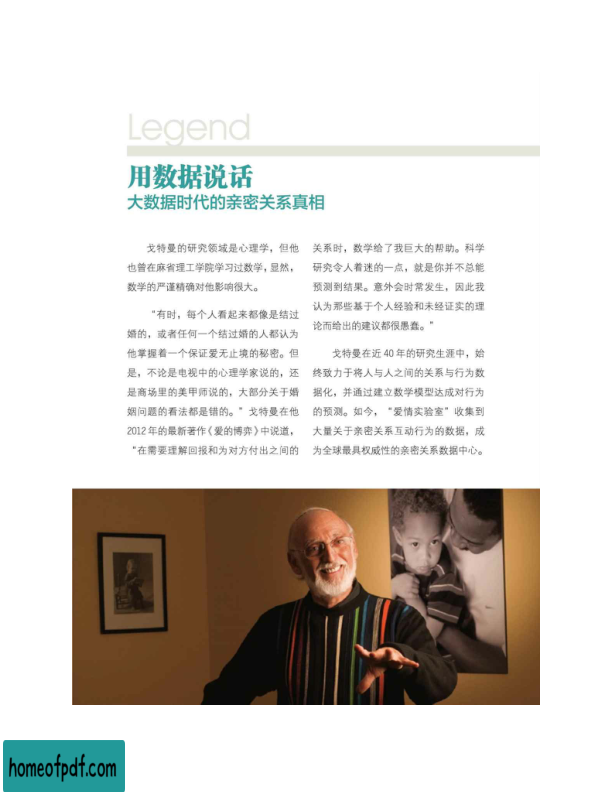 Legend
用数据说话
大数据时代的亲密关系真相
戈特曼的研究领域是心理学，但他
也曾在麻省理工学院学习过数学，显然，
数学的严谨精确对他影响很大。
“有时，每个人看起来都像是结过
婚的，或者任何一个结过婚的人都认为
他掌握着一个保证爱无止境的秘密。但
是，不论是电视中的心理学家说的，还
是商场里的美甲师说的，大部分关于婚
姻问题的看法都是错的。”戈特曼在他
2012年的最新著作《爱的博弈》中说道，
“在需要理解回报和为对方付出之间的
关系时，数学给了我巨大的帮助。科学
研究令人着迷的一点，就是你并不总能
预测到结果。意外会时常发生，因此我
认为那些基于个人经验和未经证实的理
论而给出的建议都很愚蠢。”
戈特曼在近 40 年的研究生涯中，始
终致力于将人与人之间的关系与行为数
据化，并通过建立数学模型达成对行为
的预测。如今，“爱情实验室”收集到
大量关于亲密关系互动行为的数据，成
为全球最具权威性的亲密关系数据中心。
homeofpdf.com